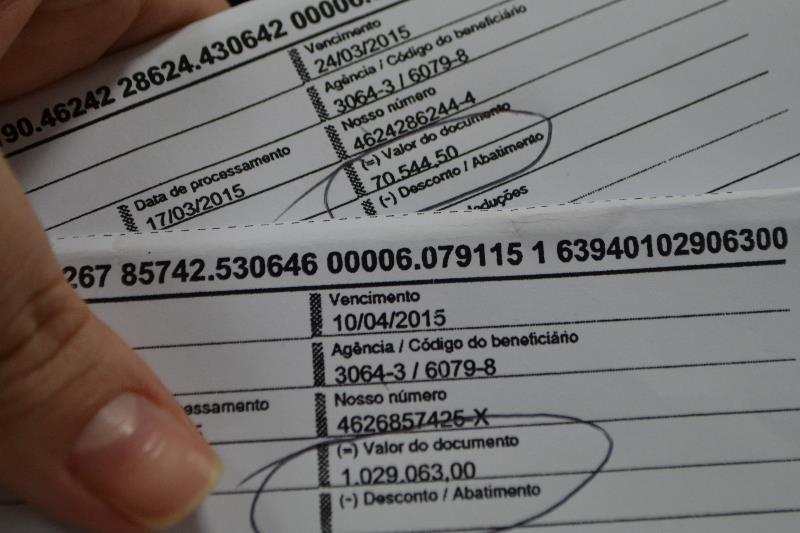 90.46242 28624.430642 00006.
Vencimento
24/03/2015
Agência / Código do beneficiário
3064-3 / 6079-8
Nosso número
4624286244-4
(=) Valor do documento
70.544,50
(-) Desconto / Abatimento
Data de processamento
17/03/2015
267 85742.530646 00006.079115 1 63940102906300
Vencimento
10/04/2015
Agência / Código do beneficiário
3064-3 / 6079-8
Nosso número
4626857425-X
essamento
(=) Valor do documento
1.029.063,00
(-) Desconto / Abatimento